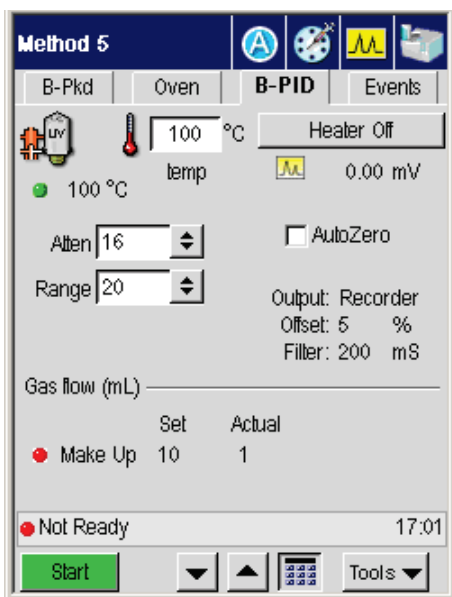 Method 5
B-Pkd Oven B-PID Events
UV 100 °C Heater Off
temp 0.00 mV
100 °C
Atten 16 AutoZero
Range 20
Output: Recorder
Offset: 5 %
Filter: 200 mS
Gas flow (mL)
Set Actual
Make Up 10 1
Not Ready 17:01
Start Tools